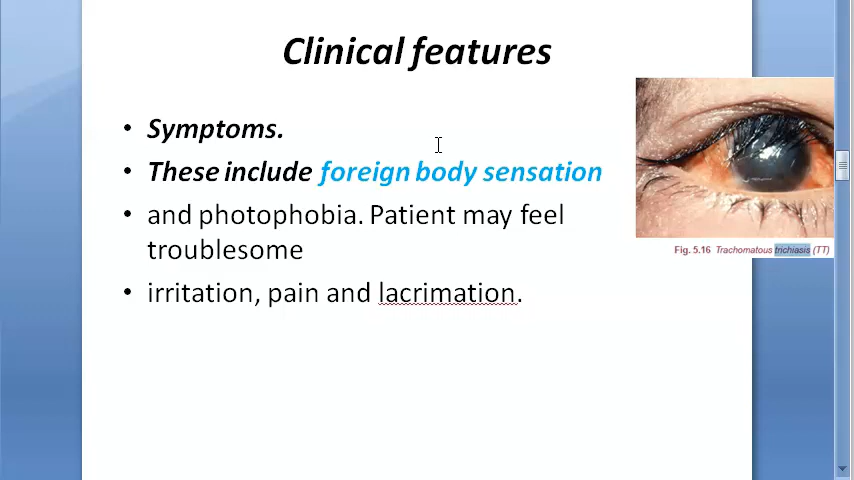 Clinical features
• Symptoms.
• These include foreign body sensation
• and photophobia. Patient may feel
troublesome
• irritation, pain and lacrimation.
Fig. 5.16 Trachomatous trichiasis (TT)